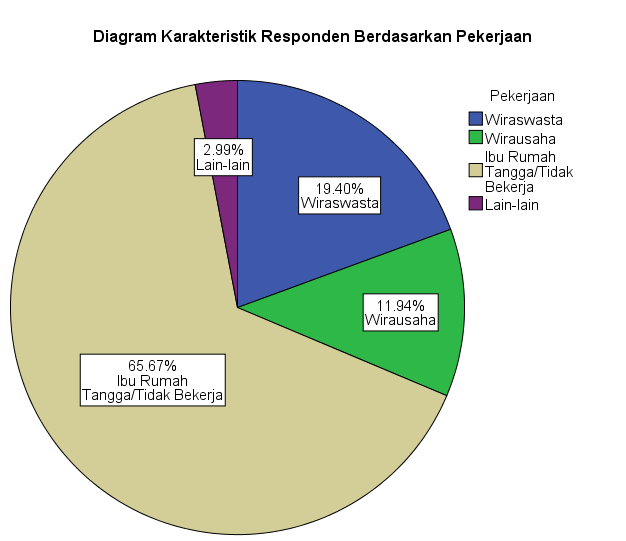 Diagram Karakteristik Responden Berdasarkan Pekerjaan
Pekerjaan
Wiraswasta
Wirausaha
Ibu Rumah
Tangga/Tidak
Bekerja
Lain-lain
2.99%
Lain-lain
19.40%
Wiraswasta
11.94%
Wirausaha
65.67%
Ibu Rumah
Tangga/Tidak Bekerja